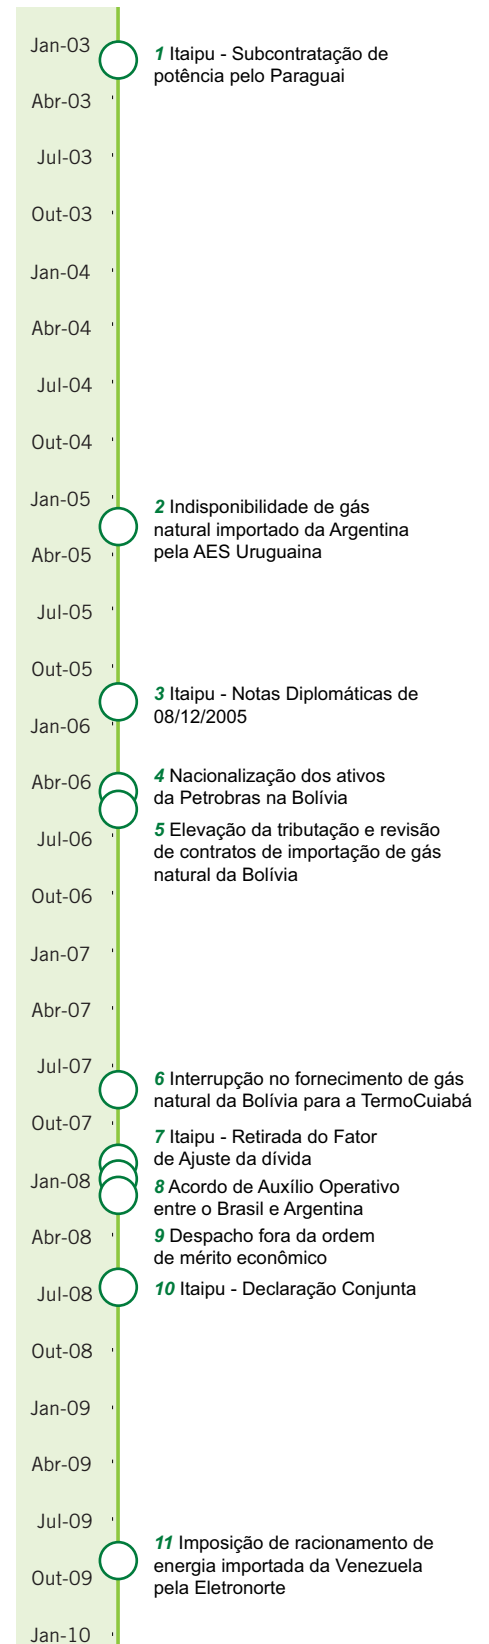 Jan-03
1 Itaipu - Subcontratação de
potência pelo Paraguai
Abr-03
Jul-03
Out-03
Jan-04
Abr-04
Jul-04
Out-04
Jan-05
2 Indisponibilidade de gás
natural importado da Argentina
pela AES Uruguaina
Abr-05
Jul-05
Out-05
3 Itaipu - Notas Diplomáticas de
08/12/2005
Jan-06
Abr-06
4 Nacionalização dos ativos
da Petrobras na Bolívia
5 Elevação da tributação e revisão
de contratos de importação de gás
natural da Bolívia
Jul-06
Out-06
Jan-07
Abr-07
Jul-07
6 Interrupção no fornecimento de gás
natural da Bolívia para a TermoCuiabá
Out-07
7 Itaipu - Retirada do Fator
de Ajuste da dívida
Jan-08
8 Acordo de Auxílio Operativo
entre o Brasil e Argentina
Abr-08
9 Despacho fora da ordem
de mérito econômico
Jul-08
10 Itaipu - Declaração Conjunta
Out-08
Jan-09
Abr-09
Jul-09
11 Imposição de racionamento de
energia importada da Venezuela
pela Eletronorte
Out-09
Jan-10